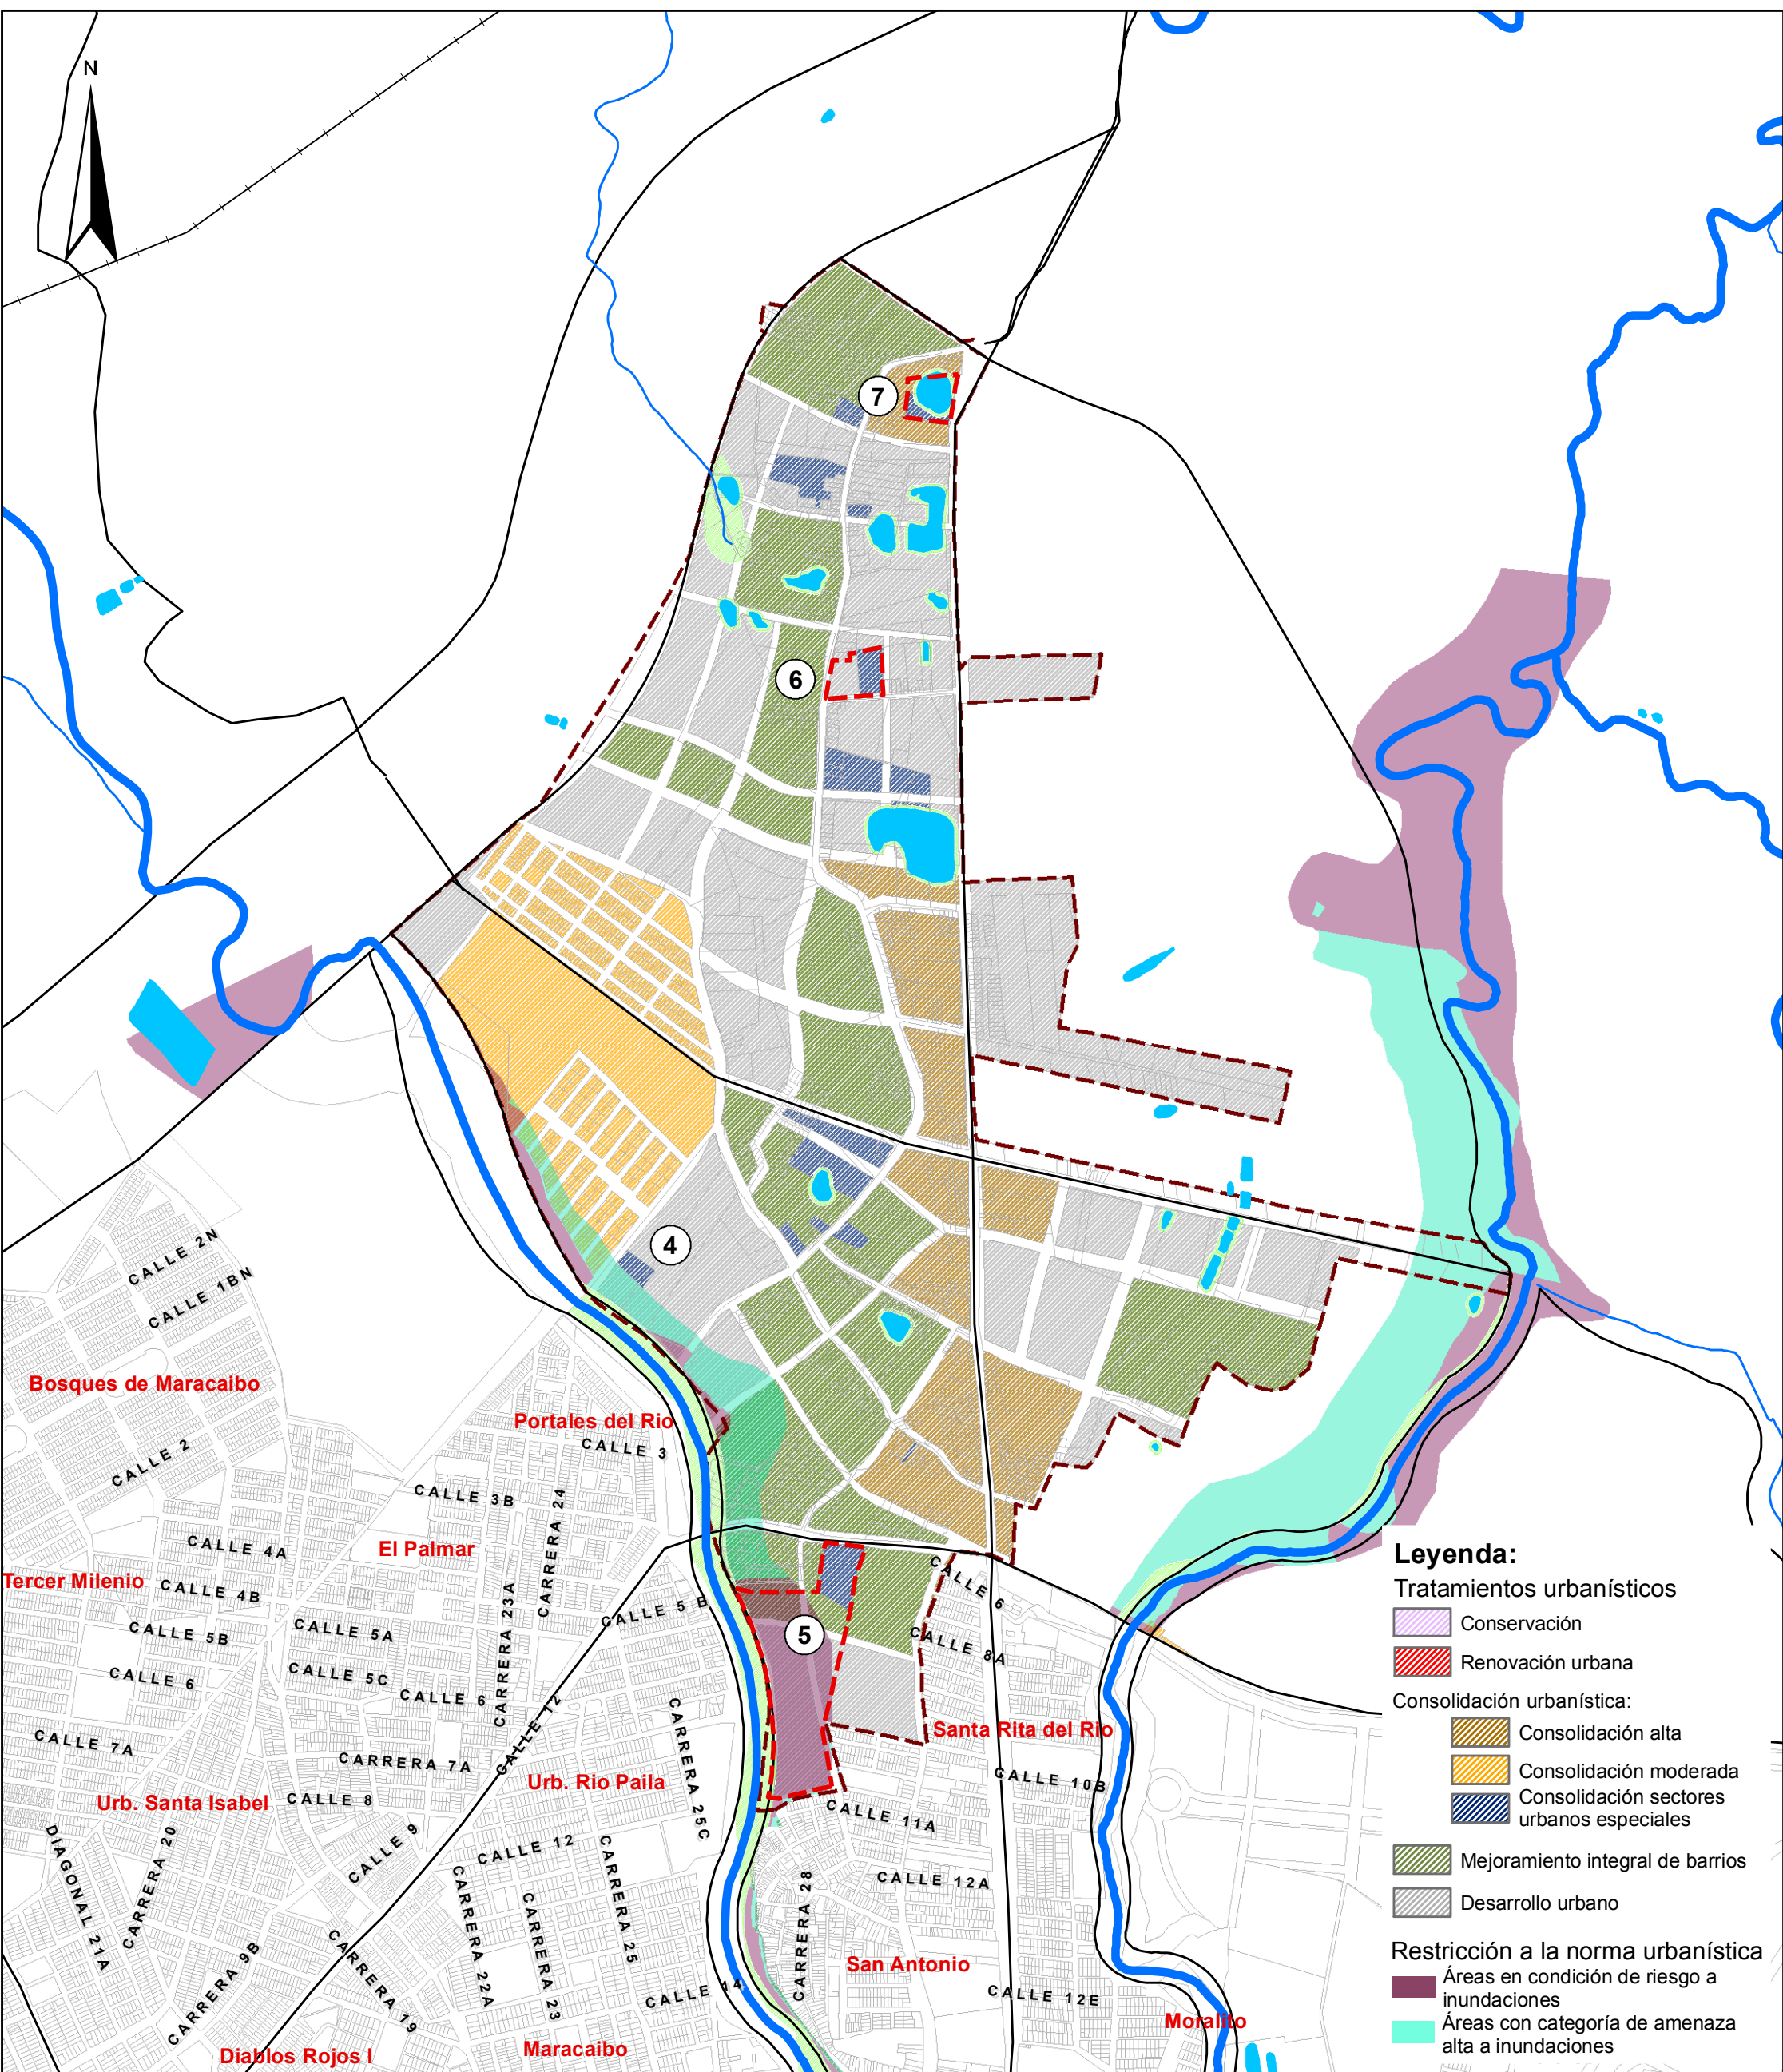 N
7
6
4
5
CALLE 2N
CALLE 1BN
Bosques de Maracaibo
CALLE 2
Portales del Rio
CALLE 3
CALLE 3B
CARRERA 24
CALLE 4A
El Palmar
Tercer Milenio
CALLE 4B
CARRERA 23A
CALLE 5 B
CALLE 6
CALLE 5B
CALLE 5A
CALLE 8A
CALLE 6
CALLE 5C
CALLE 6
CALLE 12
CARRERA 25C
Santa Rita del Rio
CALLE 7A
CARRERA 7A
Urb. Rio Paila
CALLE 10B
Urb. Santa Isabel
CALLE 8
CALLE 11A
DIAGONAL 21A
CARRERA 20
CALLE 9
CALLE 12
CARRERA 25
CALLE 12A
CARRERA 22A
CARRERA 23
CARRERA 28
CARRERA 9B
CARRERA 19
San Antonio
CALLE 14
CALLE 12E
Moralito
Diablos Rojos I
Maracaibo
Leyenda:
Tratamientos urbanísticos
Conservación
Renovación urbana
Consolidación urbanística:
Consolidación alta
Consolidación moderada
Consolidación sectores
urbanos especiales
Mejoramiento integral de barrios
Desarrollo urbano
Restricción a la norma urbanística
Áreas en condición de riesgo a
inundaciones
Áreas con categoría de amenaza
alta a inundaciones